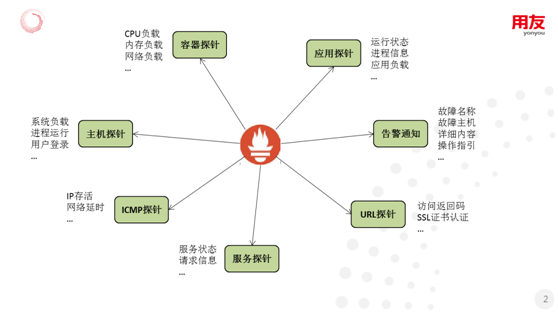 用友
yonyou
CPU负载
内存负载
网络负载
...
容器探针
应用探针
运行状态
进程信息
应用负载
...
系统负载
进程运行
用户登录
...
主机探针
告警通知
故障名称
故障主机
详细内容
操作指引
...
IP存活
网络延时
...
ICMP探针
URL探针
访问返回码
SSL证书认证
...
服务状态
请求信息
...
服务探针
2